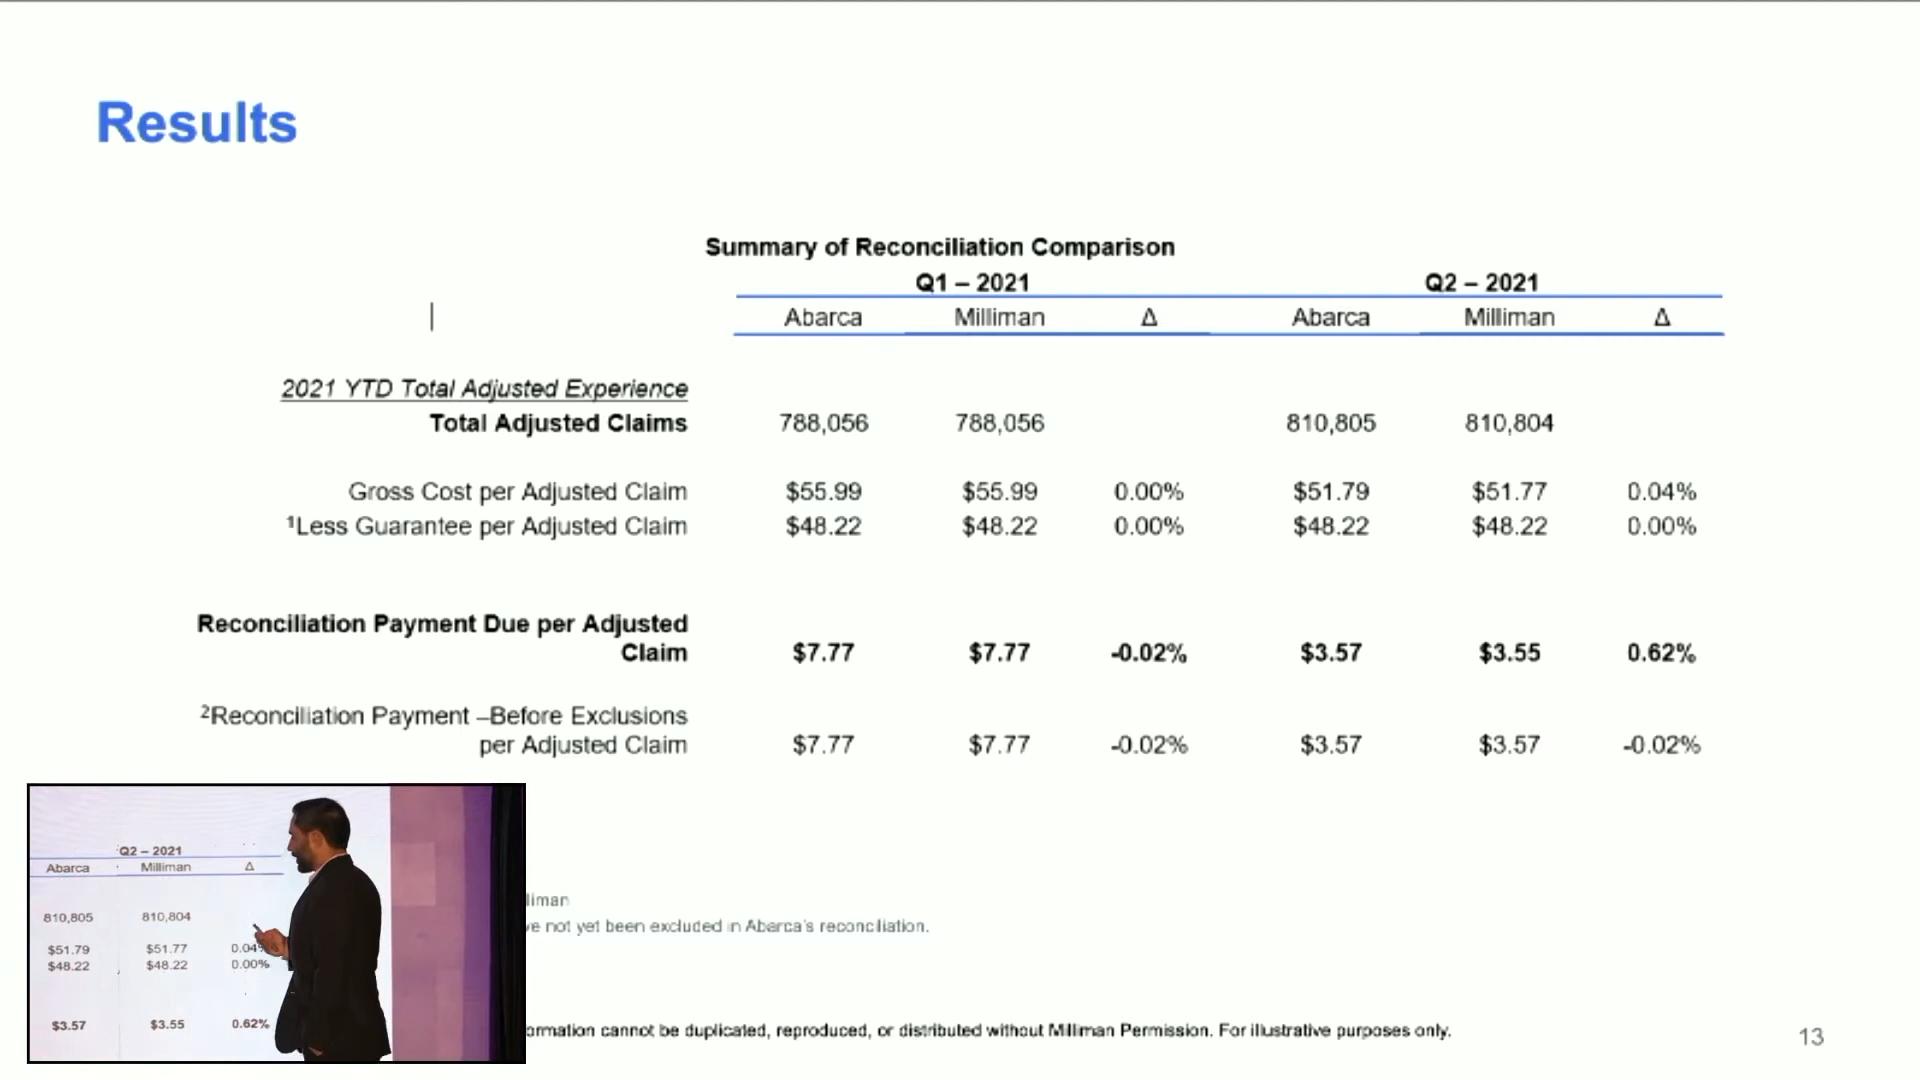 Results
Summary of Reconciliation Comparison
Q1 – 2021 Q2 – 2021
Abarca Milliman Δ Abarca Milliman Δ
2021 YTD Total Adjusted Experience
Total Adjusted Claims 788,056 788,056 810,805 810,804
Gross Cost per Adjusted Claim $55.99 $55.99 0.00% $51.79 $51.77 0.04%
¹Less Guarantee per Adjusted Claim $48.22 $48.22 0.00% $48.22 $48.22 0.00%
Reconciliation Payment Due per Adjusted
Claim $7.77 $7.77 -0.02% $3.57 $3.55 0.62%
²Reconciliation Payment –Before Exclusions
per Adjusted Claim $7.77 $7.77 -0.02% $3.57 $3.57 -0.02%
Q2 – 2021
Abarca Milliman Δ
810,805 810,804
$51.79 $51.77 0.04%
$48.22 $48.22 0.00%
$3.57 $3.55 0.62%
not yet been excluded in Abarca's reconciliation.
cannot be duplicated, reproduced, or distributed without Milliman Permission. For illustrative purposes only.
13